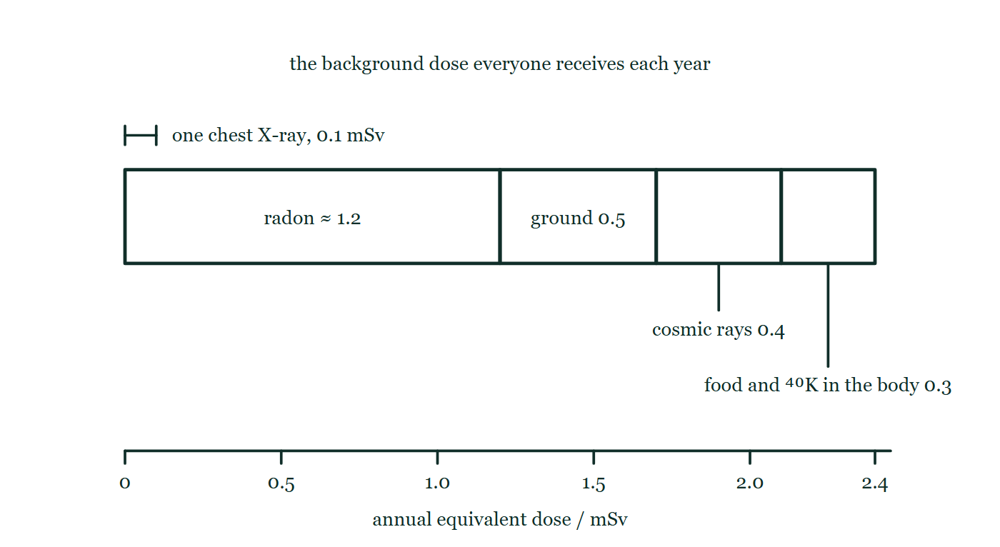 the background dose everyone receives each year
one chest X-ray, 0.1 mSv
radon ≈ 1.2
ground 0.5
cosmic rays 0.4
food and ⁴⁰K in the body 0.3
0 0.5 1.0 1.5 2.0 2.4
annual equivalent dose / mSv